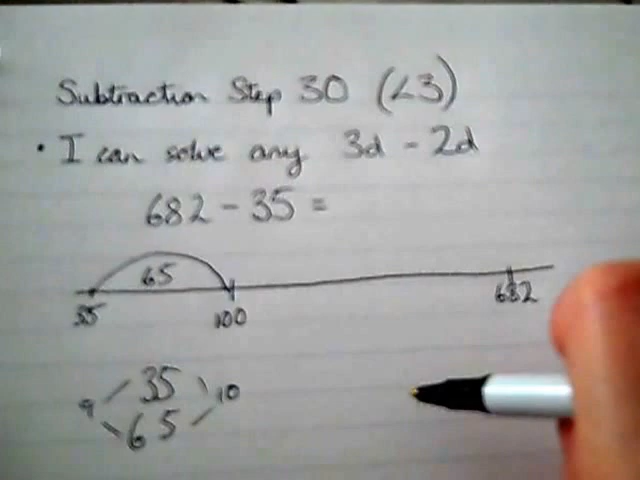 Subtraction Step 30 (L3)
• I can solve any 3d - 2d
682 - 35 =
65
35 100 682
35
9 10
65